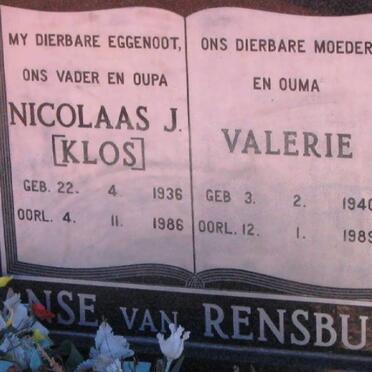 MY DIERBARE EGGENOOT,
ONS VADER EN OUPA
NICOLAAS J.
[KLOS]
GEB. 22. 4. 1936
OORL. 4. 11. 1986
ONS DIERBARE MOEDER
EN OUMA
VALERIE
GEB 3. 2. 1940
OORL. 12. 1. 1989
NSE VAN RENSBU